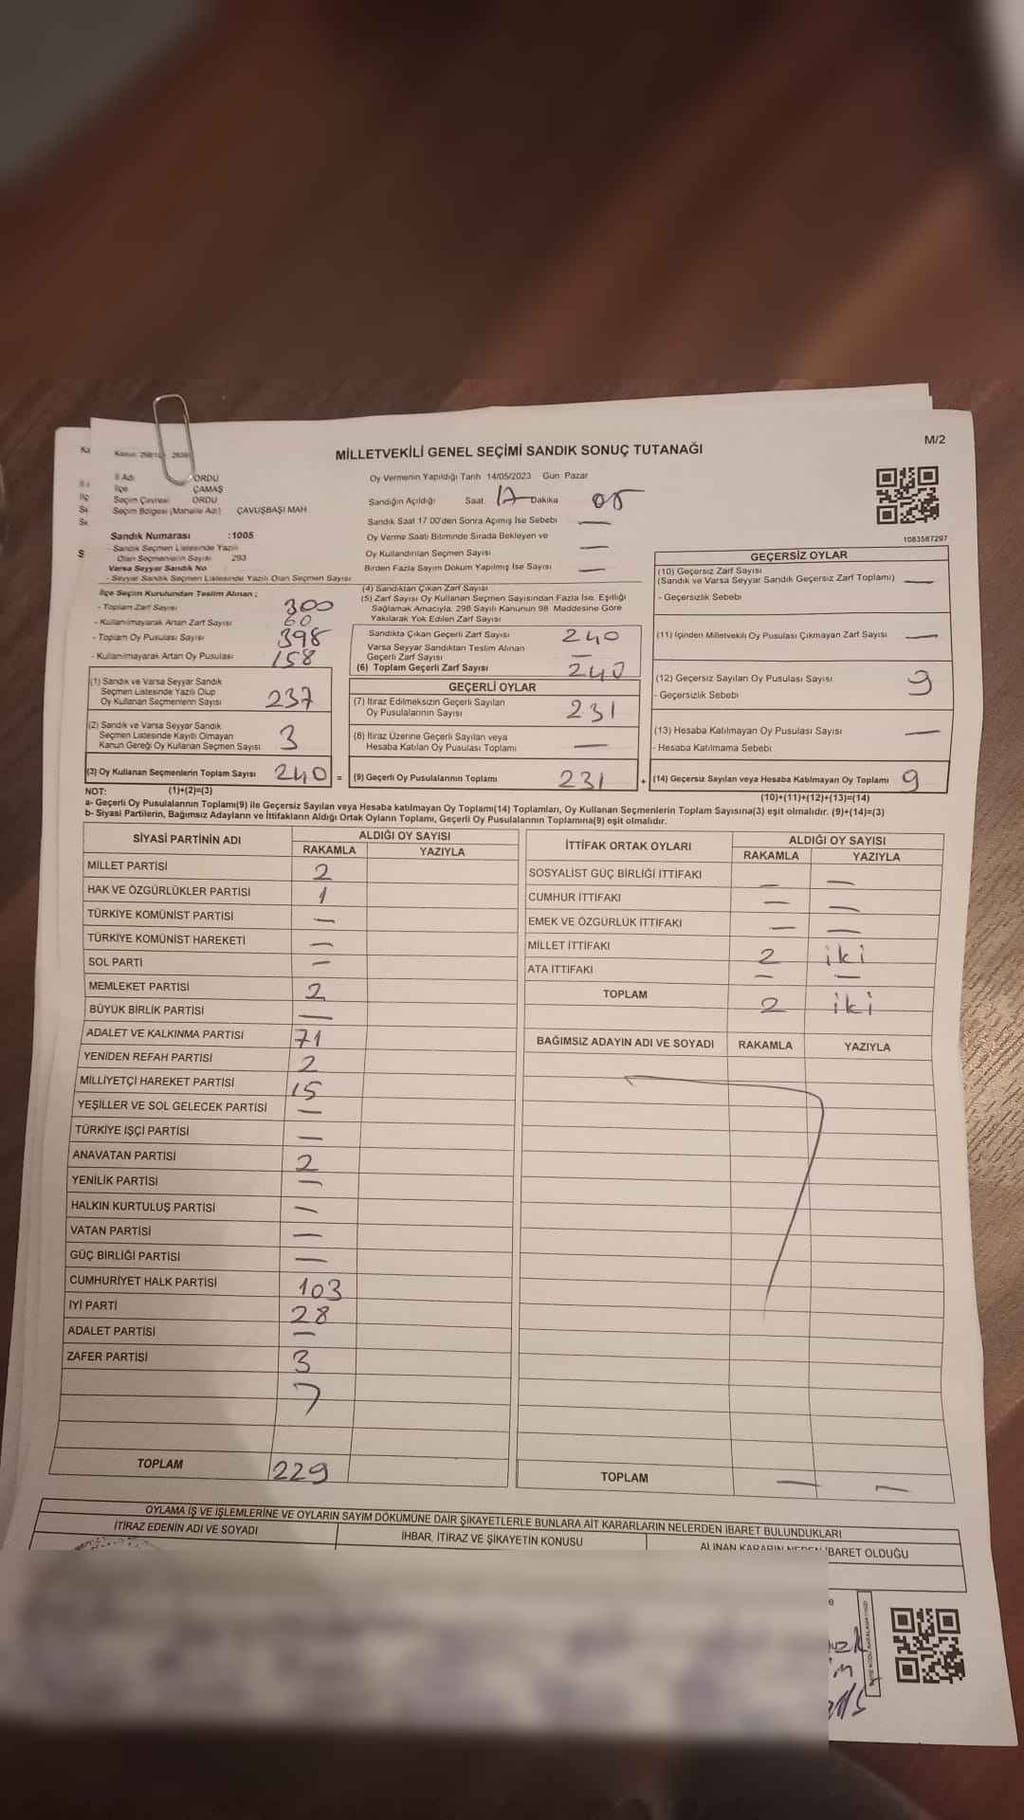 MİLLETVEKİLİ GENEL SEÇİMİ SANDIK SONUÇ TUTANAĞI
M/2
İl Adı ORDU
İlçe ÇAMAŞ
Seçim Çevresi ORDU
Seçim Bölgesi (Mahalle Adı) ÇAVUŞBAŞI MAH
Sandık Numarası :1005
Sandık Seçmen Listesinde Yazılı
Olan Seçmenlerin Sayısı 293
Varsa Seyyar Sandık No
- Seyyar Sandık Seçmen Listesinde Yazılı Olan Seçmen Sayısı
Oy Vermenin Yapıldığı Tarih 14/05/2023 Gün Pazar
Sandığın Açıldığı Saat 17 Dakika 05
Sandık Saat 17.00'den Sonra Açılmış İse Sebebi —
Oy Verme Saati Bitiminde Sırada Bekleyen ve
Oy Kullandırılan Seçmen Sayısı —
Birden Fazla Sayım Döküm Yapılmış İse Sayısı —
1083587297
İlçe Seçim Kurulundan Teslim Alınan ;
- Toplam Zarf Sayısı 300
- Kullanılmayarak Artan Zarf Sayısı 60
- Toplam Oy Pusulası Sayısı 398
- Kullanılmayarak Artan Oy Pusulası 158
(1) Sandık ve Varsa Seyyar Sandık
Seçmen Listesinde Yazılı Olup
Oy Kullanan Seçmenlerin Sayısı 237
(2) Sandık ve Varsa Seyyar Sandık
Seçmen Listesinde Kayıtlı Olmayan
Kanun Gereği Oy Kullanan Seçmen Sayısı 3
(3) Oy Kullanan Seçmenlerin Toplam Sayısı 240 =
(4) Sandıktan Çıkan Zarf Sayısı
(5) Zarf Sayısı Oy Kullanan Seçmen Sayısından Fazla İse, Eşitliği
Sağlamak Amacıyla, 298 Sayılı Kanunun 98. Maddesine Göre
Yakılarak Yok Edilen Zarf Sayısı
Sandıkta Çıkan Geçerli Zarf Sayısı 240
Varsa Seyyar Sandıktan Teslim Alınan
Geçerli Zarf Sayısı —
(6) Toplam Geçerli Zarf Sayısı 240
GEÇERLİ OYLAR
(7) İtiraz Edilmeksizin Geçerli Sayılan
Oy Pusulalarının Sayısı 231
(8) İtiraz Üzerine Geçerli Sayılan veya
Hesaba Katılan Oy Pusulası Toplamı —
(9) Geçerli Oy Pusulalarının Toplamı 231 +
GEÇERSİZ OYLAR
(10) Geçersiz Zarf Sayısı
(Sandık ve Varsa Seyyar Sandık Geçersiz Zarf Toplamı) —
- Geçersizlik Sebebi
(11) İçinden Milletvekili Oy Pusulası Çıkmayan Zarf Sayısı —
(12) Geçersiz Sayılan Oy Pusulası Sayısı 9
- Geçersizlik Sebebi
(13) Hesaba Katılmayan Oy Pusulası Sayısı —
- Hesaba Katılmama Sebebi
(14) Geçersiz Sayılan veya Hesaba Katılmayan Oy Toplamı 9
NOT: (1)+(2)=(3)
(10)+(11)+(12)+(13)=(14)
a- Geçerli Oy Pusulalarının Toplamı(9) ile Geçersiz Sayılan veya Hesaba katılmayan Oy Toplamı(14) Toplamları, Oy Kullanan Seçmenlerin Toplam Sayısına(3) eşit olmalıdır. (9)+(14)=(3)
b- Siyasi Partilerin, Bağımsız Adayların ve İttifakların Aldığı Ortak Oyların Toplamı, Geçerli Oy Pusulalarının Toplamına(9) eşit olmalıdır.
SİYASİ PARTİNİN ADI
ALDIĞI OY SAYISI
RAKAMLA YAZIYLA
MİLLET PARTİSİ 2
HAK VE ÖZGÜRLÜKLER PARTİSİ 1
TÜRKİYE KOMÜNİST PARTİSİ —
TÜRKİYE KOMÜNİST HAREKETİ —
SOL PARTİ —
MEMLEKET PARTİSİ 2
BÜYÜK BİRLİK PARTİSİ —
ADALET VE KALKINMA PARTİSİ 71
YENİDEN REFAH PARTİSİ 2
MİLLİYETÇİ HAREKET PARTİSİ 15
YEŞİLLER VE SOL GELECEK PARTİSİ —
TÜRKİYE İŞÇİ PARTİSİ —
ANAVATAN PARTİSİ 2
YENİLİK PARTİSİ —
HALKIN KURTULUŞ PARTİSİ —
VATAN PARTİSİ —
GÜÇ BİRLİĞİ PARTİSİ —
CUMHURİYET HALK PARTİSİ 103
İYİ PARTİ 28
ADALET PARTİSİ —
ZAFER PARTİSİ 3
TOPLAM 229
İTTİFAK ORTAK OYLARI
ALDIĞI OY SAYISI
RAKAMLA YAZIYLA
SOSYALİST GÜÇ BİRLİĞİ İTTİFAKI — —
CUMHUR İTTİFAKI — —
EMEK VE ÖZGÜRLÜK İTTİFAKI — —
MİLLET İTTİFAKI 2 iki
ATA İTTİFAKI — —
TOPLAM 2 iki
BAĞIMSIZ ADAYIN ADI VE SOYADI RAKAMLA YAZIYLA
TOPLAM — —
OYLAMA İŞ VE İŞLEMLERİNE VE OYLARIN SAYIM DÖKÜMÜNE DAİR ŞİKAYETLERLE BUNLARA AİT KARARLARIN NELERDEN İBARET BULUNDUKLARI
İTİRAZ EDENİN ADI VE SOYADI
İHBAR, İTİRAZ VE ŞİKAYETİN KONUSU
ALINAN KARARIN NEDEN İBARET OLDUĞU